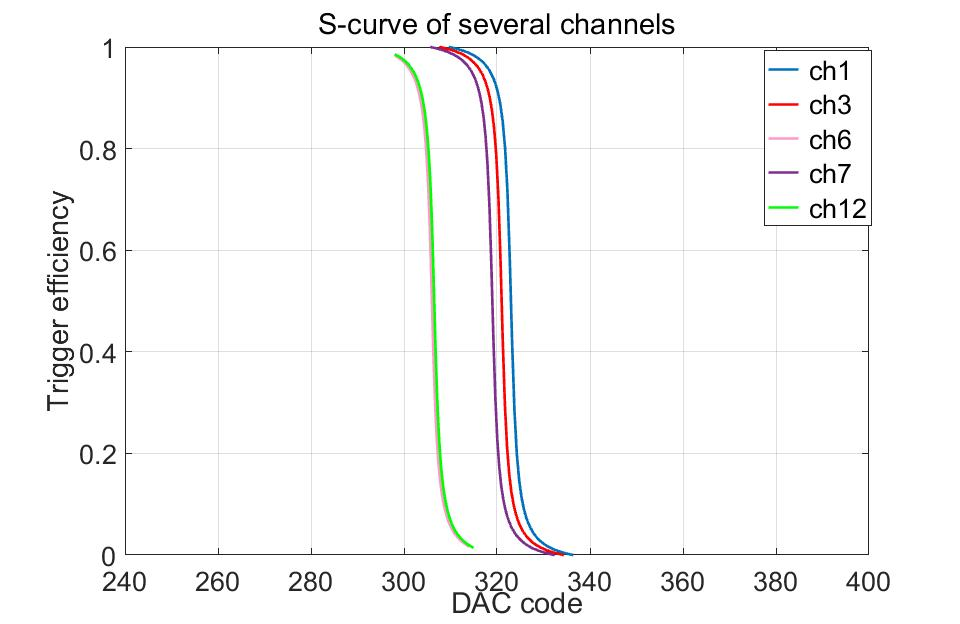 S-curve of several channels
ch1
ch3
ch6
ch7
ch12
Trigger efficiency
1
0.8
0.6
0.4
0.2
0
240 260 280 300 320 340 360 380 400
DAC code